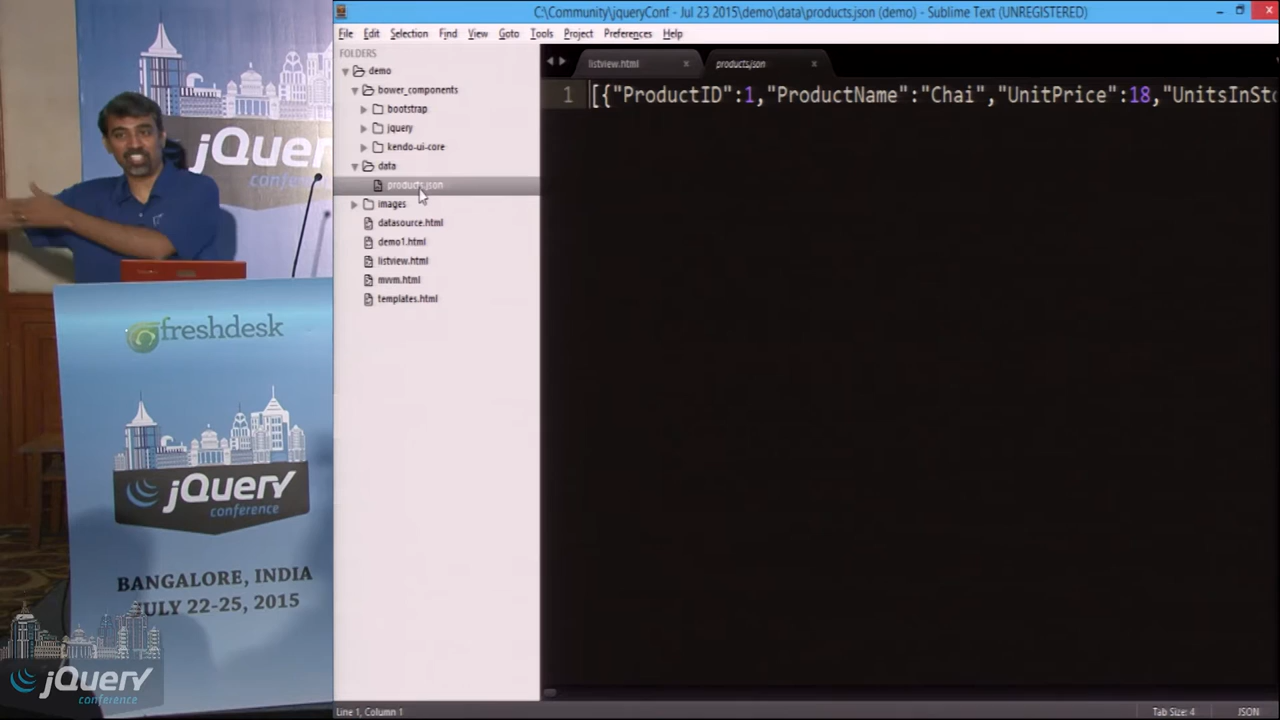 C:\Community\jqueryConf - Jul 23 2015\demo\data\products.json (demo) - Sublime Text (UNREGISTERED)
File Edit Selection Find View Goto Tools Project Preferences Help
FOLDERS
demo
bower_components
bootstrap
jquery
kendo-ui-core
data
products.json
images
datasource.html
demo1.html
listview.html
mvvm.html
templates.html
listview.html
products.json
1 [{"ProductID":1,"ProductName":"Chai","UnitPrice":18,"UnitsInSto
Line 1, Column 1
Tab Size: 4
JSON
jQuery
conf
freshdesk
jQuery
conference
BANGALORE, INDIA
JULY 22-25, 2015
jQuery
conference